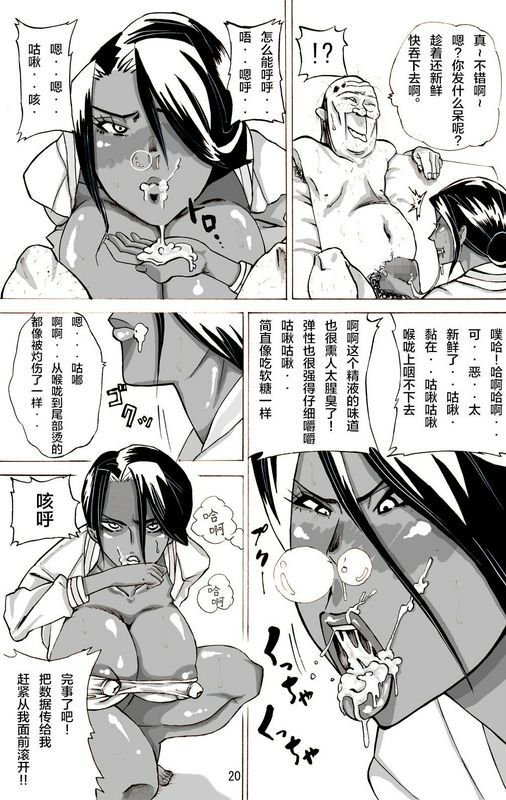 真~不错啊~
嗯?你发什么呆呢?
趁着还新鲜
快吞下去啊。
!?
怎么能呼呼
唔··嗯呼··
嗯··嗯··
咕啾··咳
ドロ
噗哈!哈啊哈啊··
可·恶·太
新鲜了··咕啾··
黏在··咕啾咕啾
喉咙上咽不下去
啊啊这个精液的味道
也很熏人太腥臭了!
弹性也很强得仔细嚼嚼
咕啾咕啾··
简直像吃软糖一样
嗯····咕嘟
啊啊·从喉咙到尾部烫的
都像被灼伤了一样··
ゴクッ
プク
くっちゃ
くっちゃ
咳呼
哈啊
哈啊
完事了吧!
把数据传给我
赶紧从我面前滚开!!
20